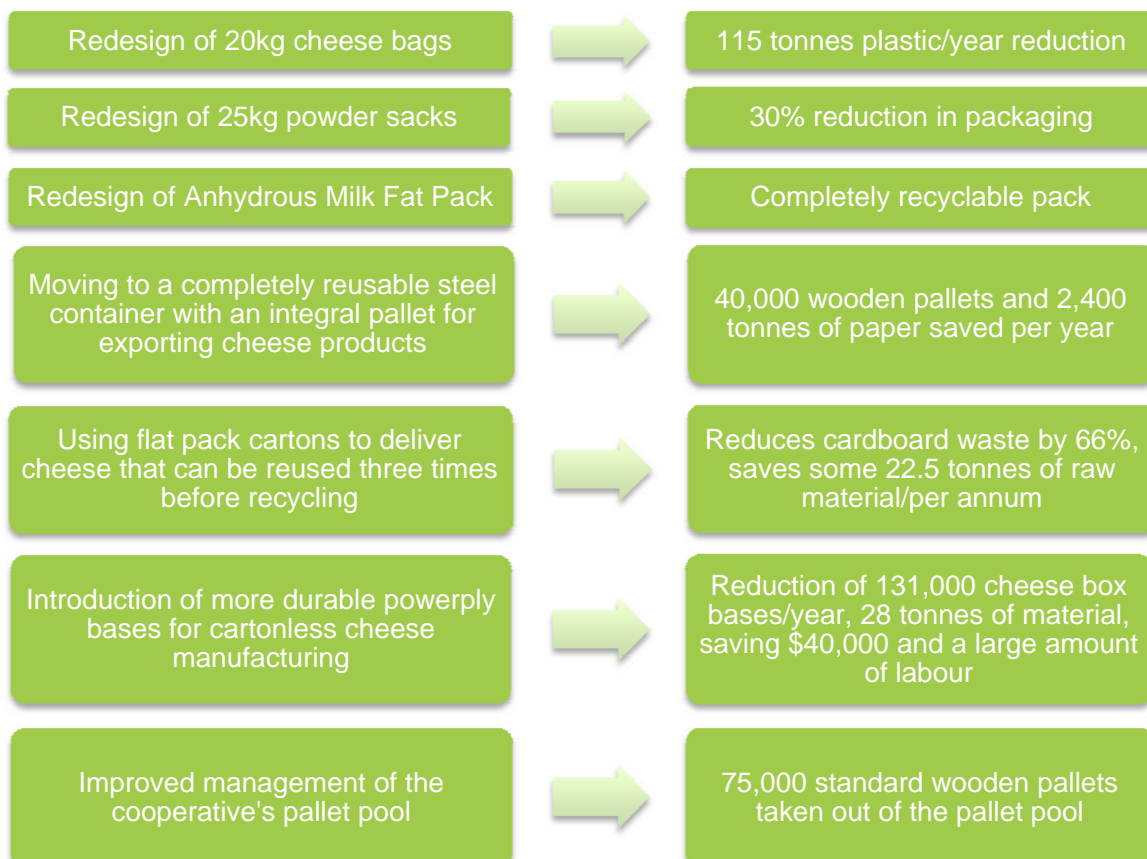 Redesign of 20kg cheese bags
115 tonnes plastic/year reduction
Redesign of 25kg powder sacks
30% reduction in packaging
Redesign of Anhydrous Milk Fat Pack
Completely recyclable pack
Moving to a completely reusable steel
container with an integral pallet for
exporting cheese products
40,000 wooden pallets and 2,400
tonnes of paper saved per year
Using flat pack cartons to deliver
cheese that can be reused three times
before recycling
Reduces cardboard waste by 66%,
saves some 22.5 tonnes of raw
material/per annum
Introduction of more durable powerply
bases for cartonless cheese
manufacturing
Reduction of 131,000 cheese box
bases/year, 28 tonnes of material,
saving $40,000 and a large amount
of labour
Improved management of the
cooperative's pallet pool
75,000 standard wooden pallets
taken out of the pallet pool